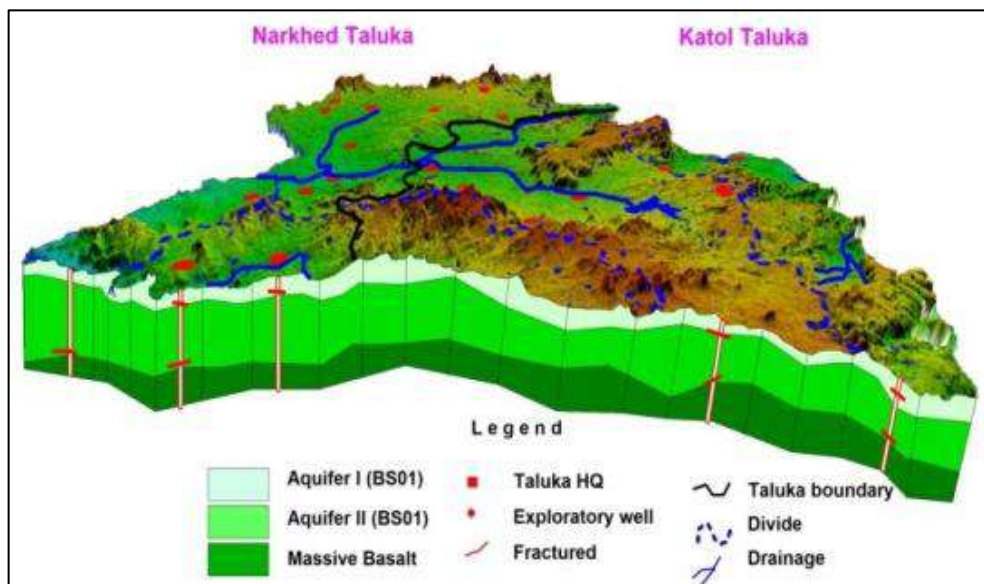 Narkhed Taluka
Katol Taluka
L e g e n d
Aquifer I (BS01)
Aquifer II (BS01)
Massive Basalt
Taluka HQ
Exploratory well
Fractured
Taluka boundary
Divide
Drainage